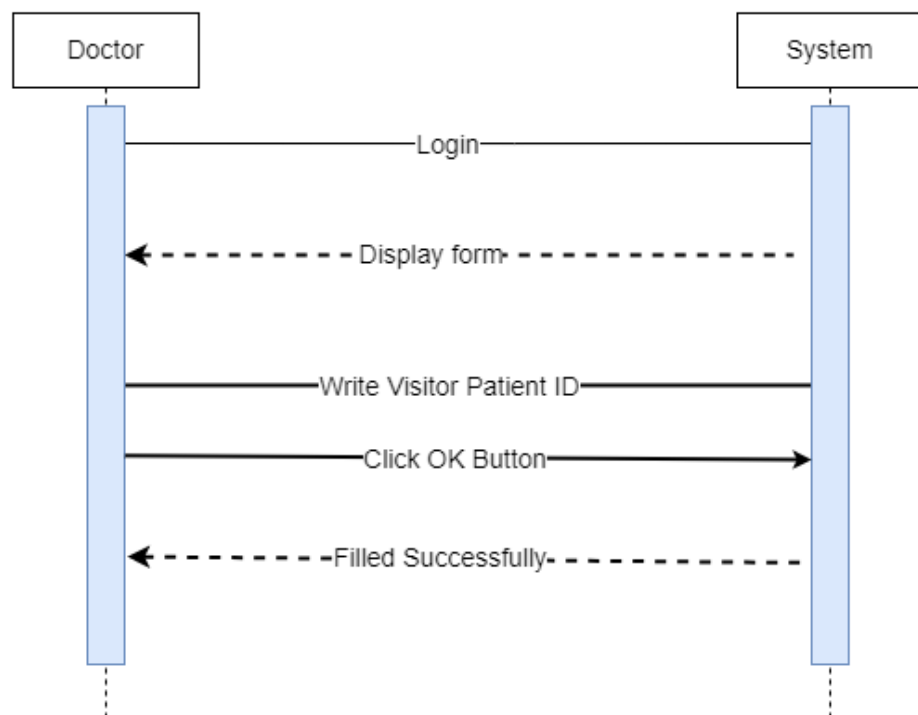 Doctor
System
Login
Display form
Write Visitor Patient ID
Click OK Button
Filled Successfully